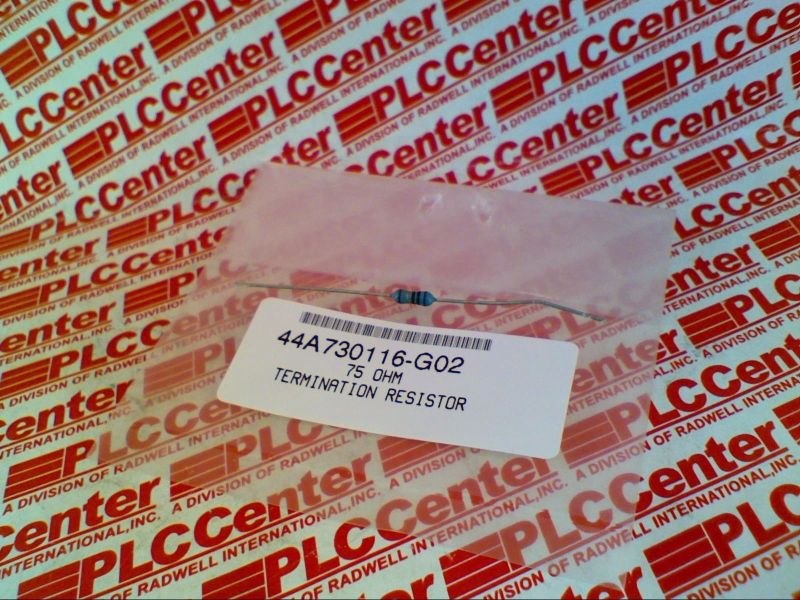 PLCCenter
A DIVISION OF RADWELL INTERNATIONAL, INC.
44A730116-G02
75 OHM
TERMINATION RESISTOR